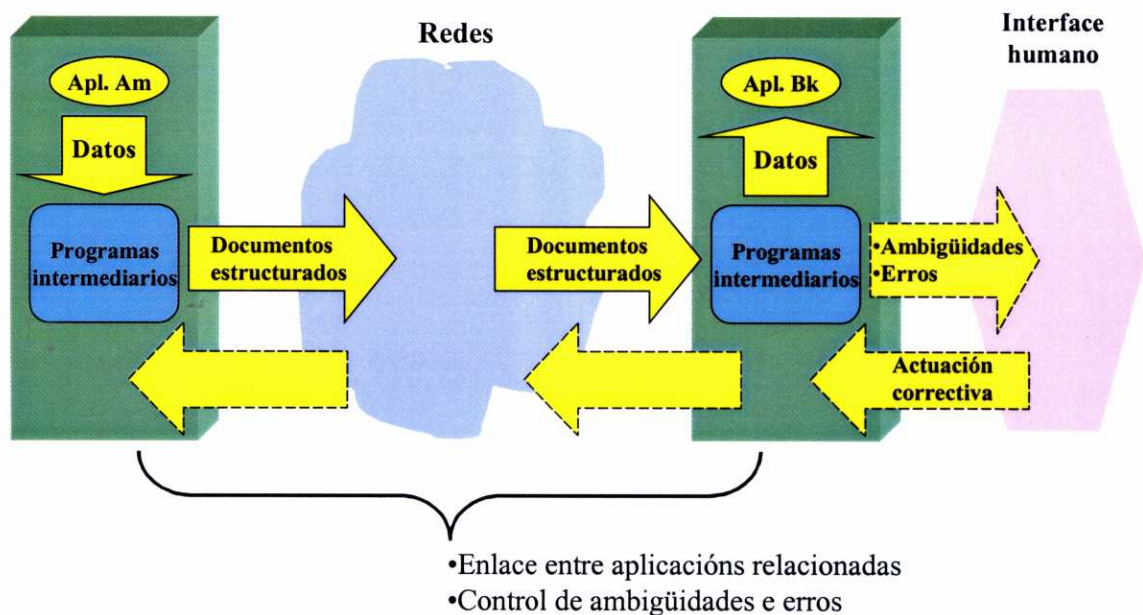 Redes
Interface
humano
Apl. Am
Datos
Programas
intermediarios
Documentos
estructurados
Documentos
estructurados
Apl. Bk
Datos
Programas
intermediarios
•Ambigüidades
•Erros
Actuación
correctiva
•Enlace entre aplicacións relacionadas
•Control de ambigüidades e erros